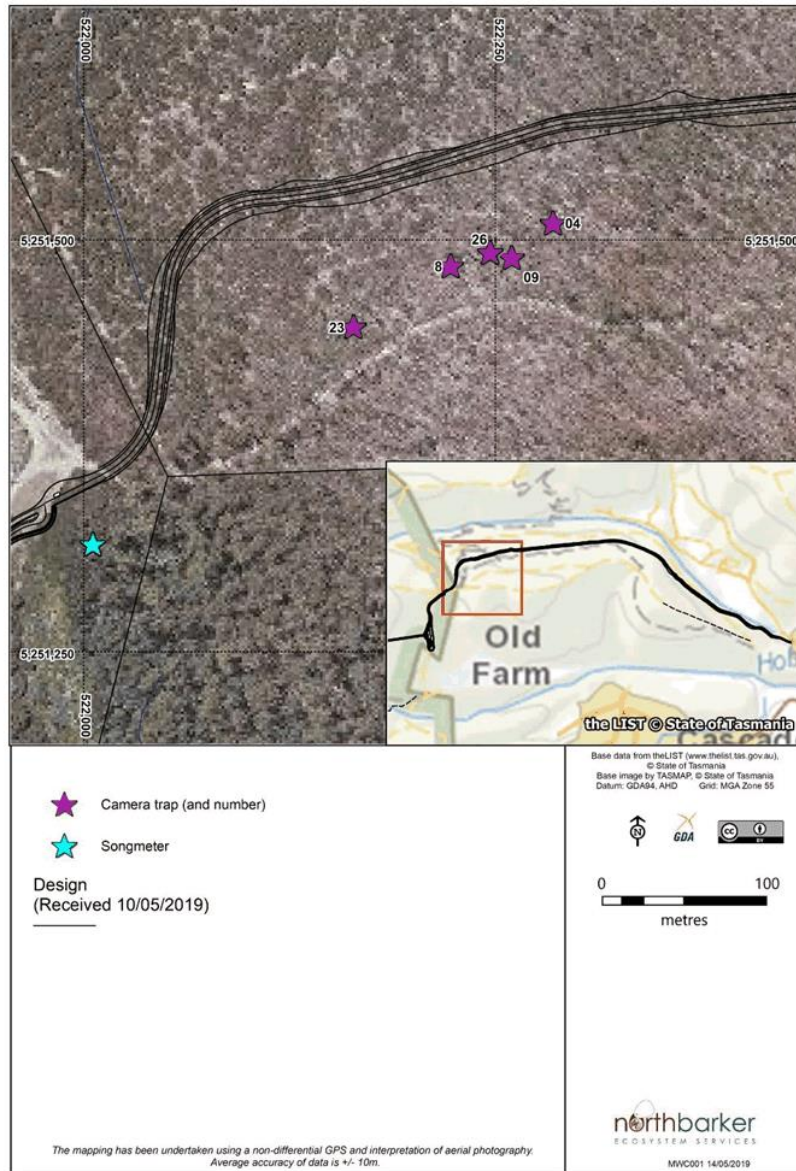 522,000
522,250
04
5,251,500
26
5,251,500
8
09
23
5,251,250
522,000
Old
Farm
Hob
Cascad
the LIST © State of Tasmania
Camera trap (and number)
Songmeter
Design
(Received 10/05/2019)
Base data from theLIST (www.thelist.tas.gov.au),
© State of Tasmania
Base image by TASMAP, © State of Tasmania
Datum: GDA94, AHD Grid: MGA Zone 55
N
GDA
cc
BY
0
100
metres
The mapping has been undertaken using a non-differential GPS and interpretation of aerial photography.
Average accuracy of data is +/- 10m.
northbarker
ECOSYSTEM SERVICES
MWC001 14/05/2019